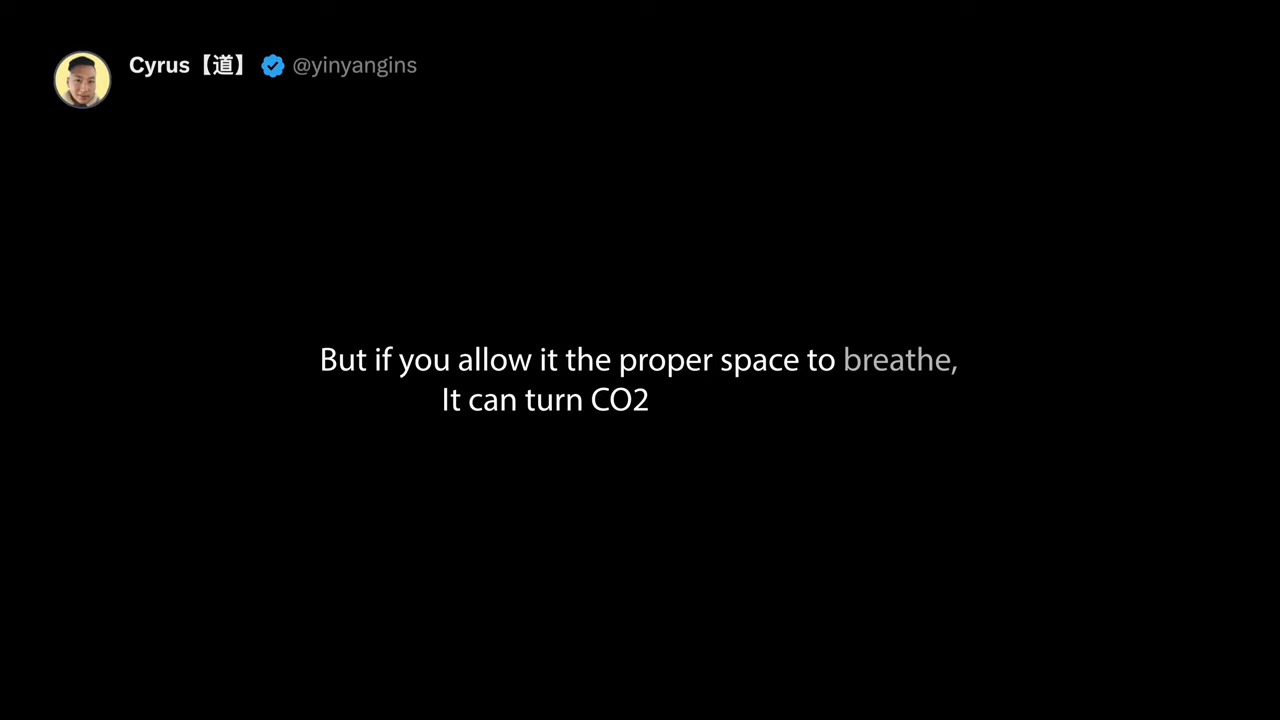 Cyrus【道】 @yinyangins
But if you allow it the proper space to breathe,
It can turn CO2